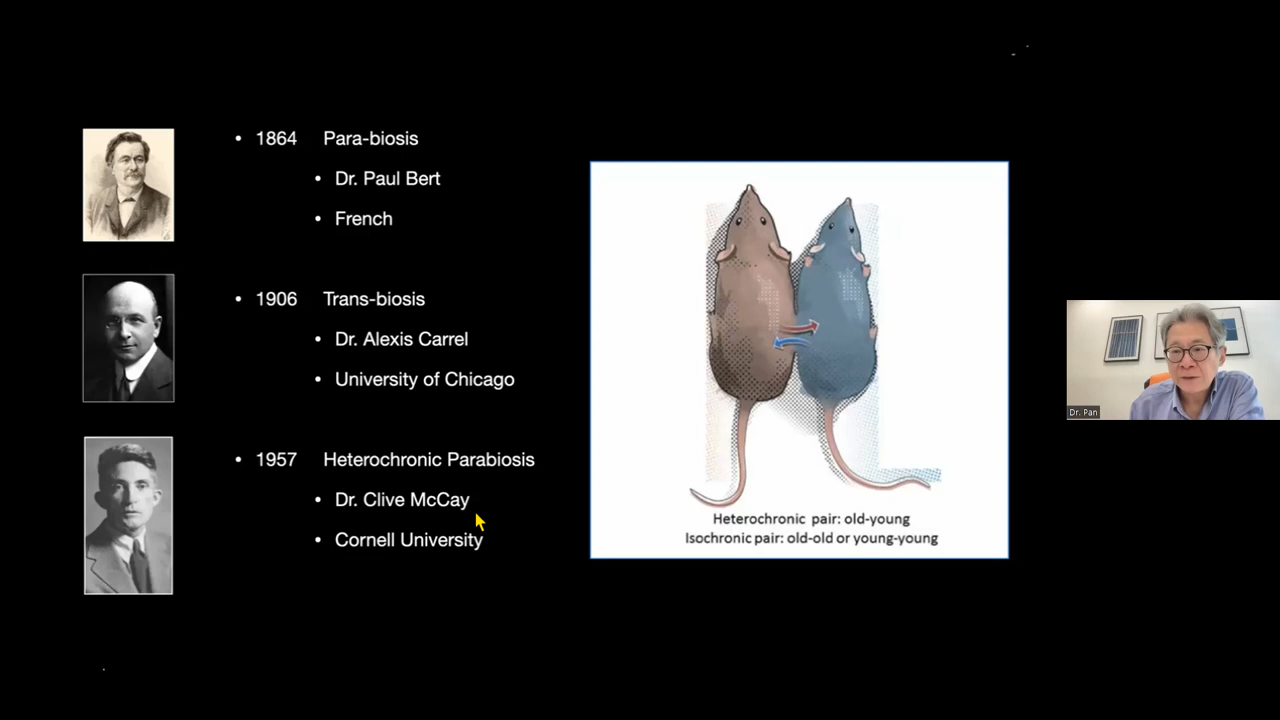 • 1864 Para-biosis
• Dr. Paul Bert
• French
• 1906 Trans-biosis
• Dr. Alexis Carrel
• University of Chicago
• 1957 Heterochronic Parabiosis
• Dr. Clive McCay
• Cornell University
Heterochronic pair: old-young
Isochronic pair: old-old or young-young
Dr. Pan